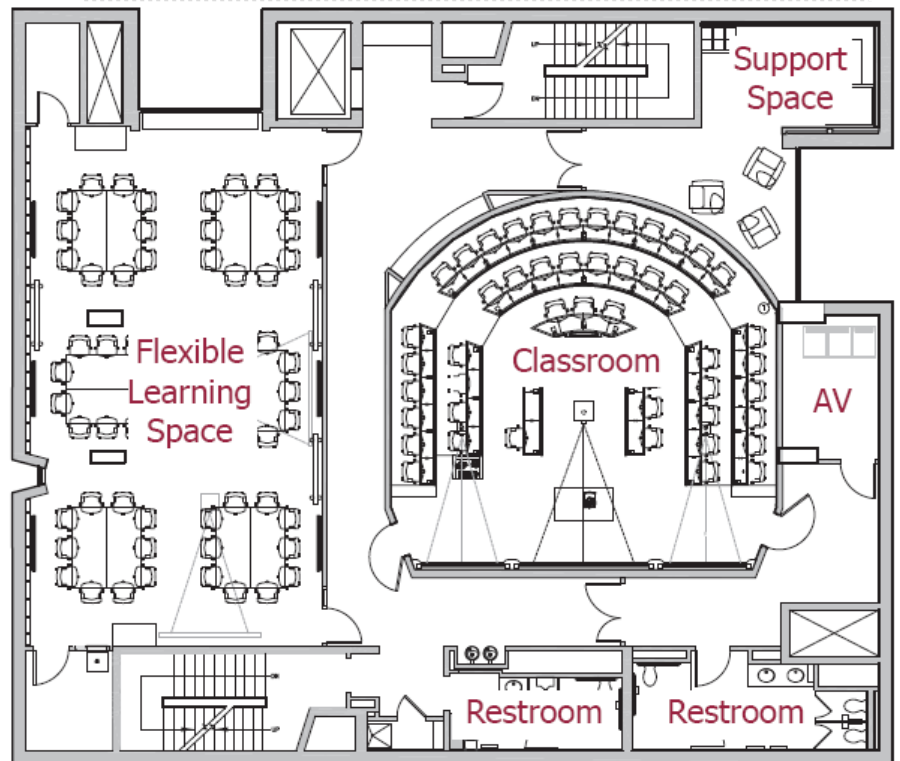 Support
Space
Flexible
Learning
Space
Classroom
AV
Restroom
Restroom